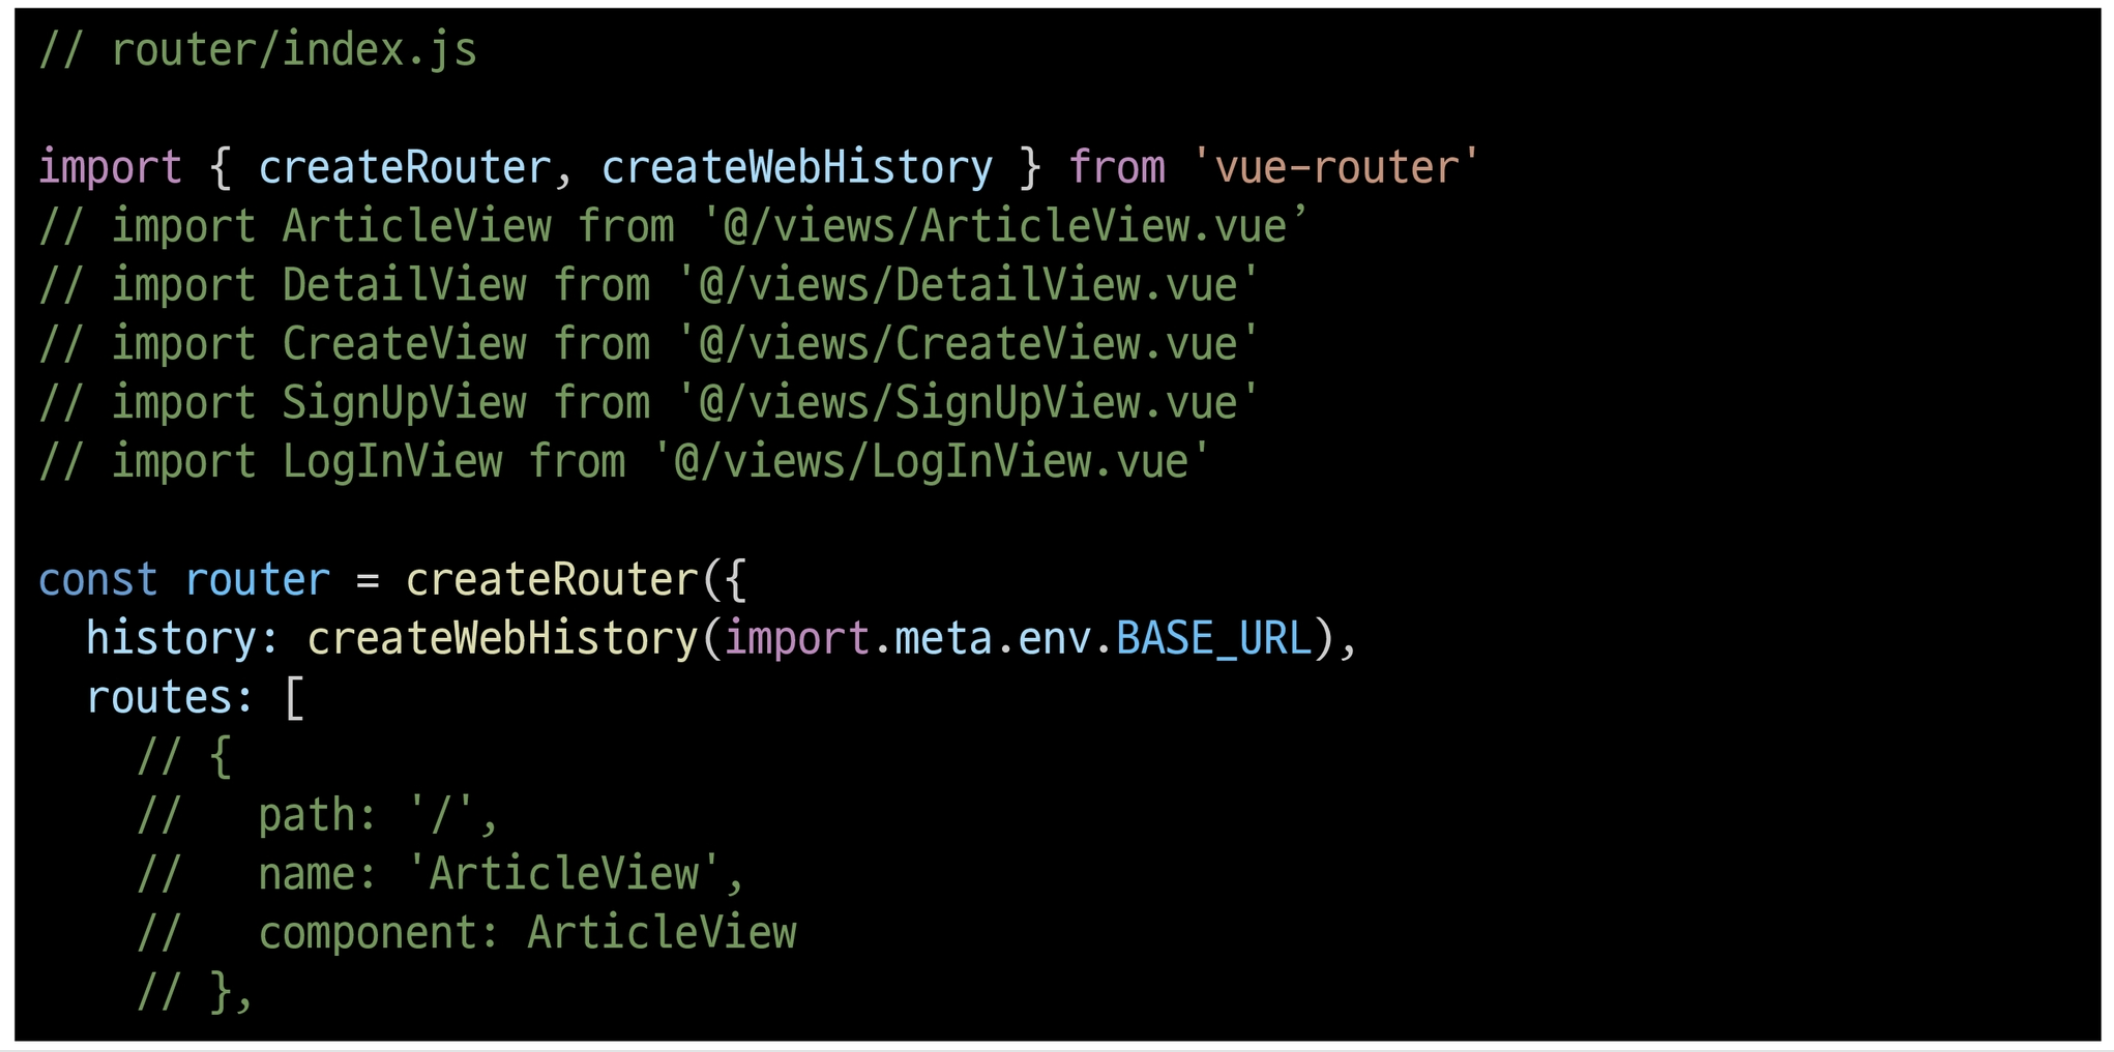 // router/index.js
import { createRouter, createWebHistory } from 'vue-router'
// import ArticleView from '@/views/ArticleView.vue’
// import DetailView from '@/views/DetailView.vue'
// import CreateView from '@/views/CreateView.vue'
// import SignUpView from '@/views/SignUpView.vue'
// import LogInView from '@/views/LogInView.vue'
const router = createRouter({
  history: createWebHistory(import.meta.env.BASE_URL),
  routes: [
    // {
    //   path: '/',
    //   name: 'ArticleView',
    //   component: ArticleView
    // },